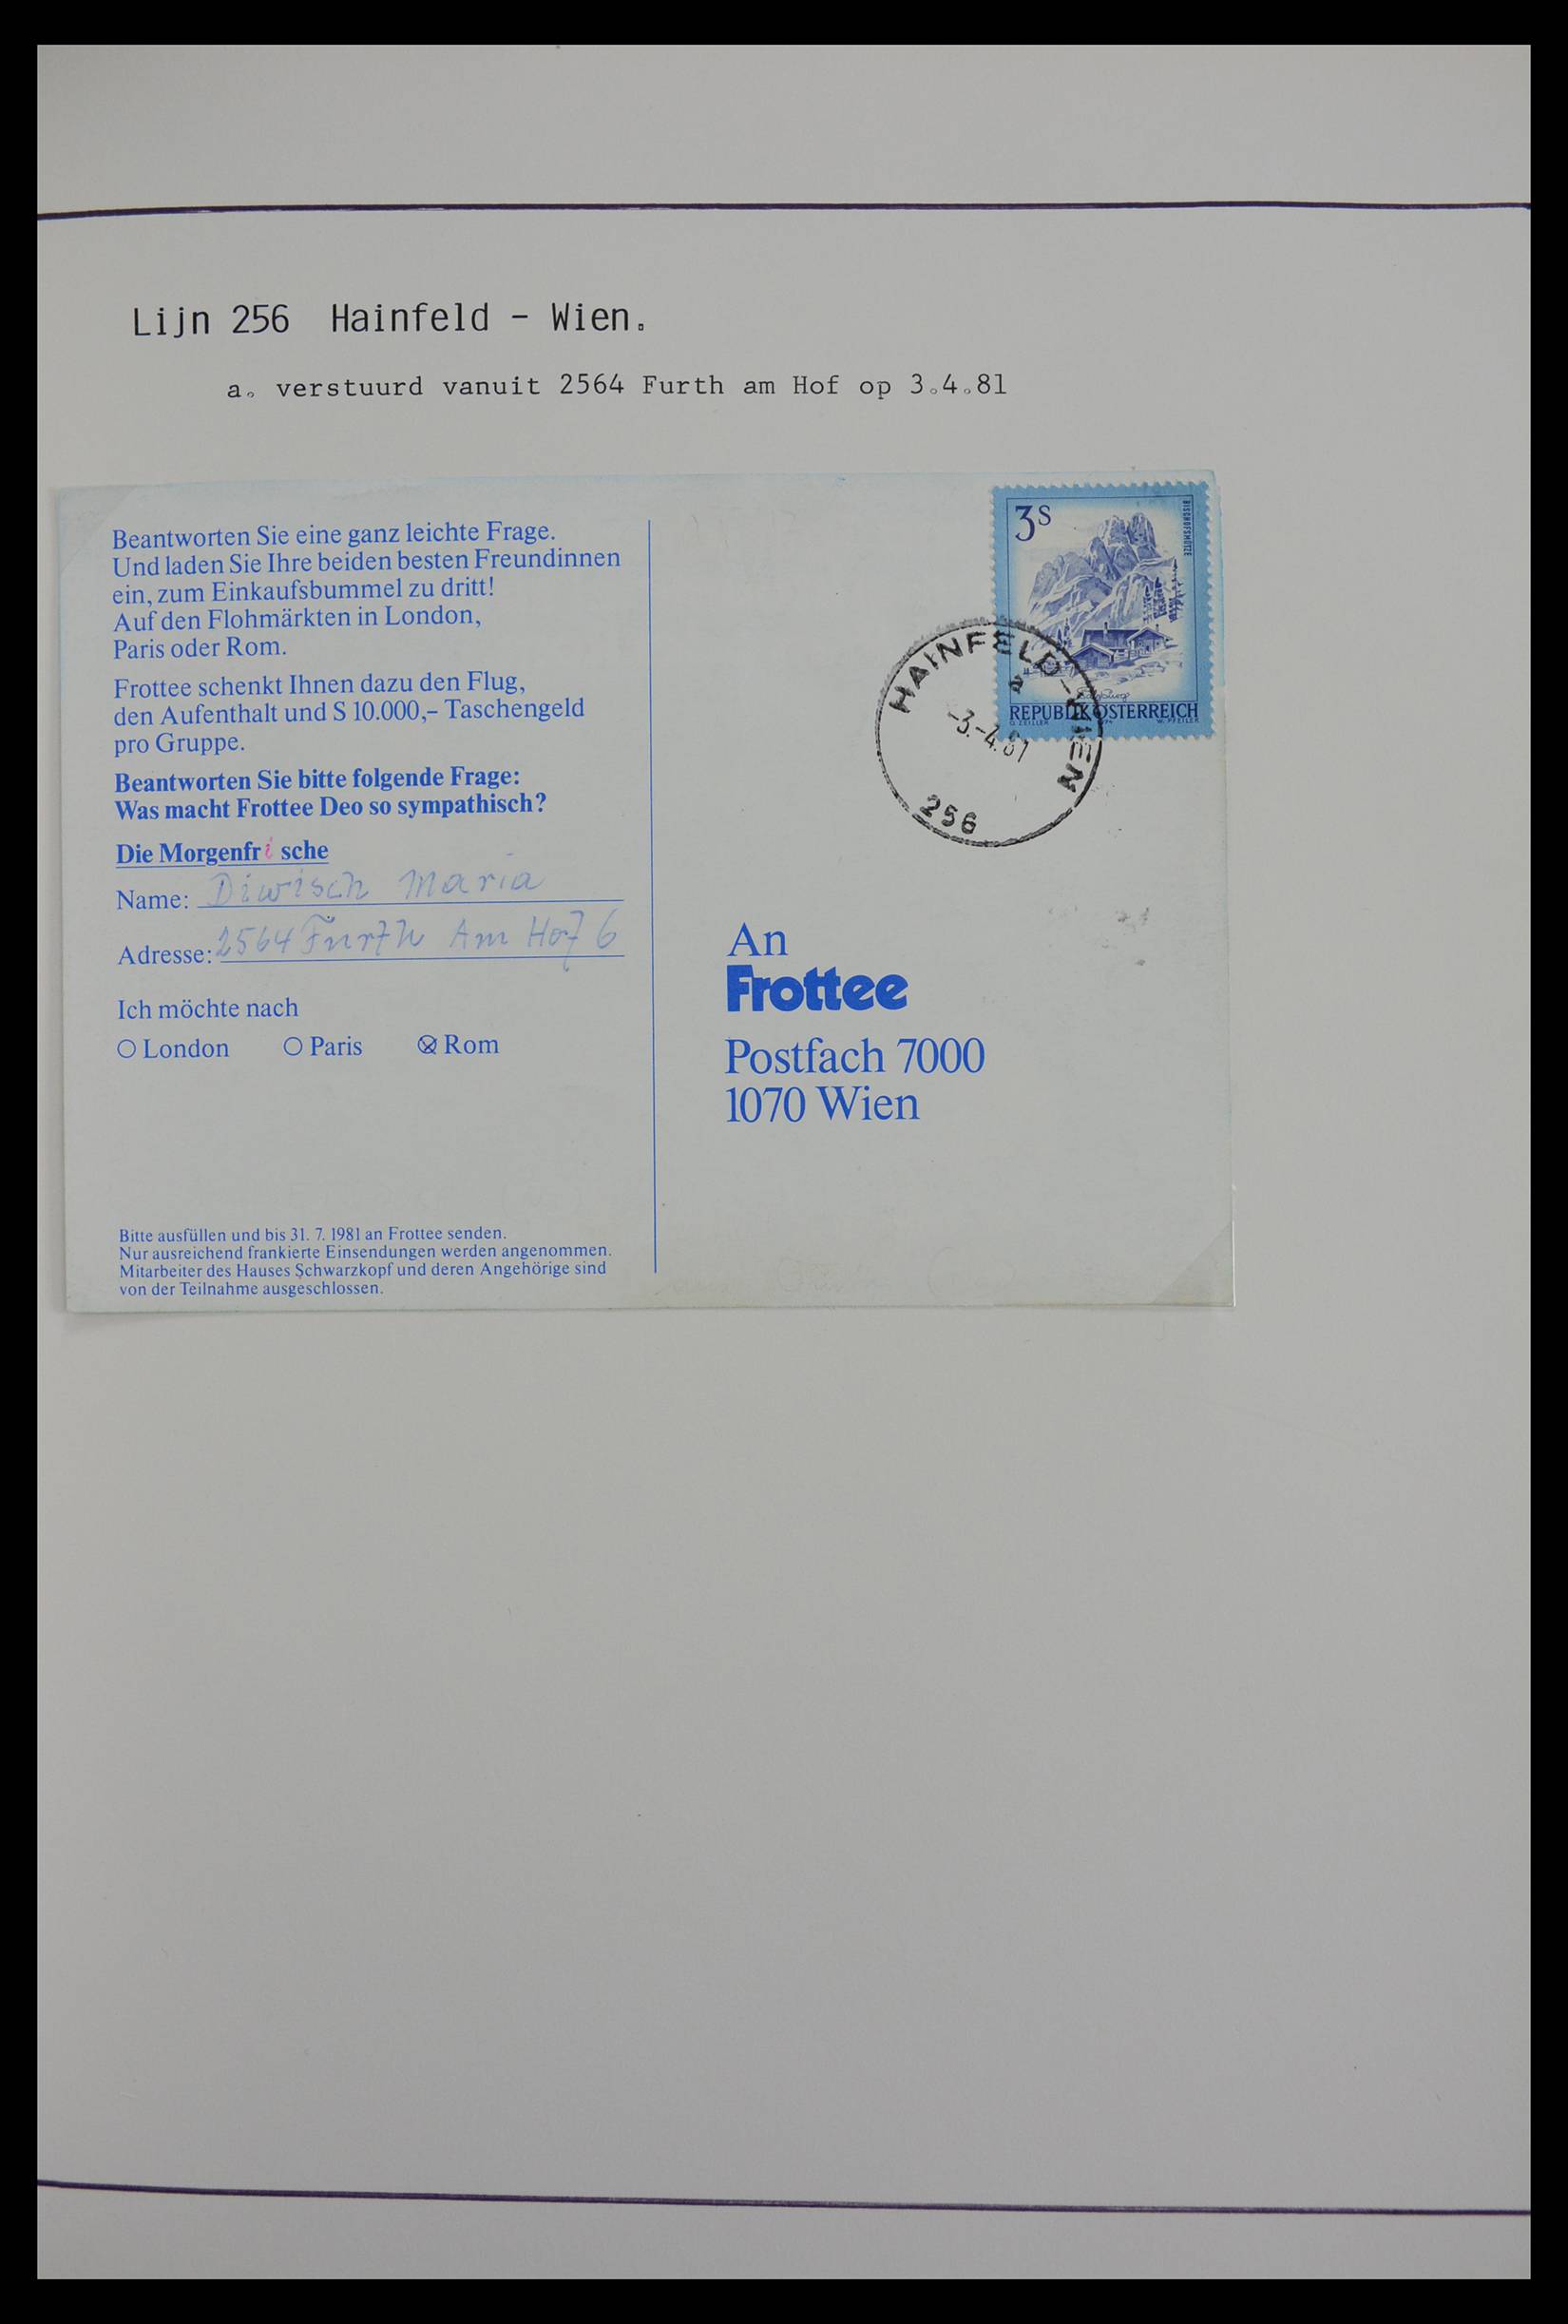 Lijn 256 Hainfeld - Wien.
a. verstuurd vanuit 2564 Furth am Hof op 3.4.81
Beantworten Sie eine ganz leichte Frage.
Und laden Sie Ihre beiden besten Freundinnen
ein, zum Einkaufsbummel zu dritt!
Auf den Flohmärkten in London,
Paris oder Rom.
Frottee schenkt Ihnen dazu den Flug,
den Aufenthalt und S 10.000,– Taschengeld
pro Gruppe.
Beantworten Sie bitte folgende Frage:
Was macht Frottee Deo so sympathisch?
Die Morgenfri sche
Name: Diwisch Maria
Adresse: 2564 Furth Am Hof 6
Ich möchte nach
London Paris Rom
Bitte ausfüllen und bis 31. 7. 1981 an Frottee senden.
Nur ausreichend frankierte Einsendungen werden angenommen.
Mitarbeiter des Hauses Schwarzkopf und deren Angehörige sind
von der Teilnahme ausgeschlossen.
3S
BISCHOFSMÜTZE
REPUBLIK ÖSTERREICH
O. ZEILLER
W. PFEILER
HAINFELD-WIEN
a
-3.-4.81
256
An
Frottee
Postfach 7000
1070 Wien